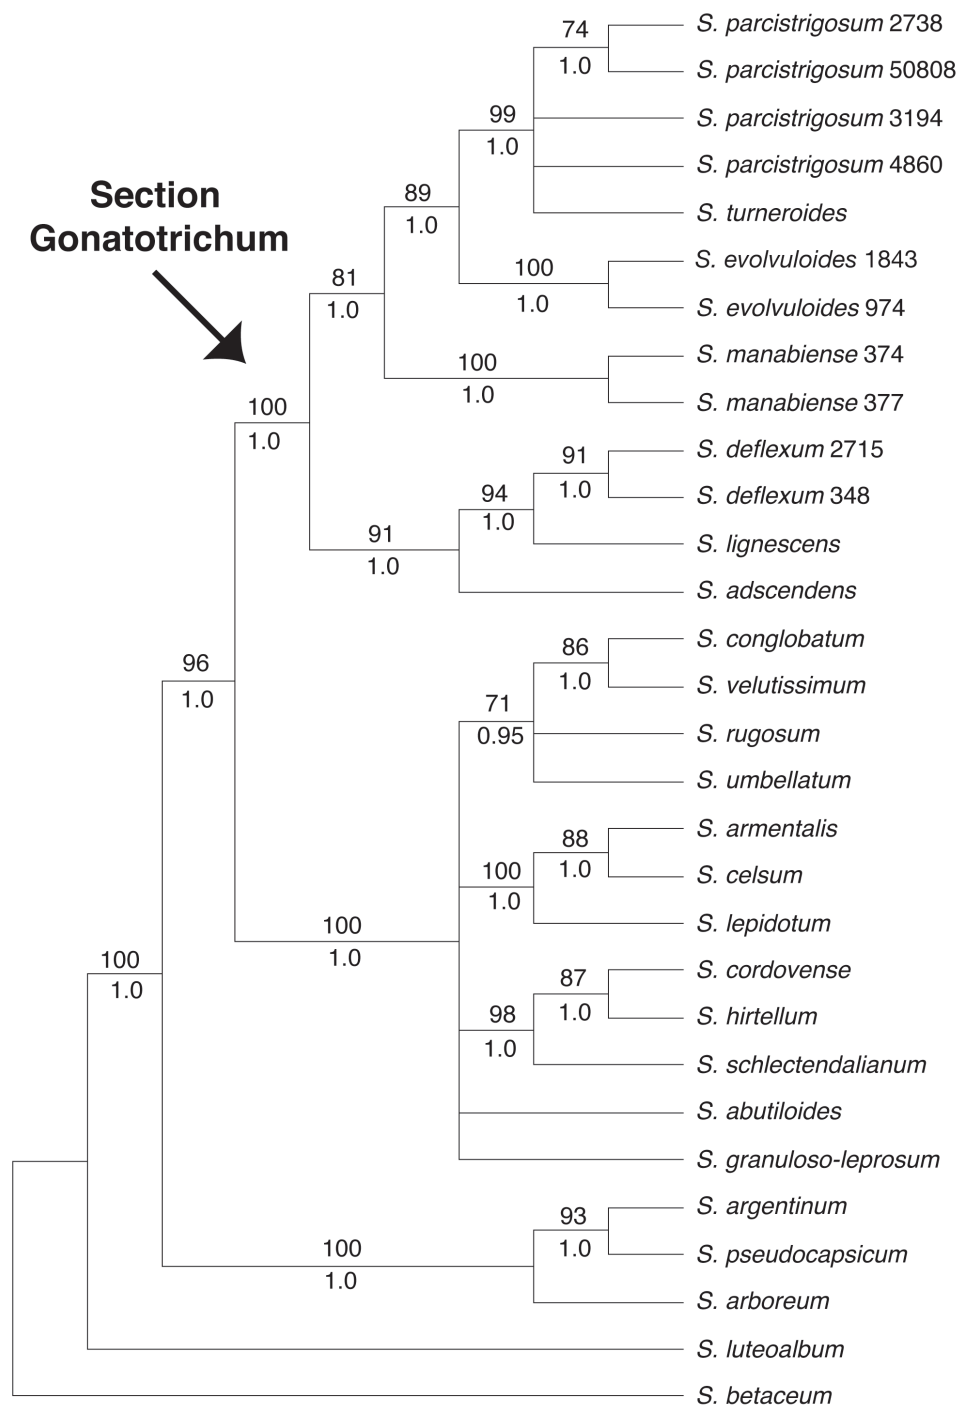 74
S. parcistrigosum 2738
1.0
S. parcistrigosum 50808
99
S. parcistrigosum 3194
1.0
S. parcistrigosum 4860
Section
Gonatotrichum
89
1.0
S. turneroides
81
1.0
100
S. evolvuloides 1843
1.0
S. evolvuloides 974
100
S. manabiense 374
1.0
S. manabiense 377
100
1.0
91
S. deflexum 2715
1.0
94
S. deflexum 348
1.0
91
S. lignescens
1.0
S. adscendens
96
1.0
86
S. conglobatum
1.0
S. velutissimum
71
0.95
S. rugosum
S. umbellatum
88
S. armentalis
1.0
100
S. celsum
1.0
S. lepidotum
100
1.0
100
1.0
87
S. cordovense
1.0
98
S. hirtellum
1.0
S. schlectendalianum
S. abutiloides
S. granuloso-leprosum
93
S. argentinum
1.0
100
S. pseudocapsicum
1.0
S. arboreum
S. luteoalbum
S. betaceum